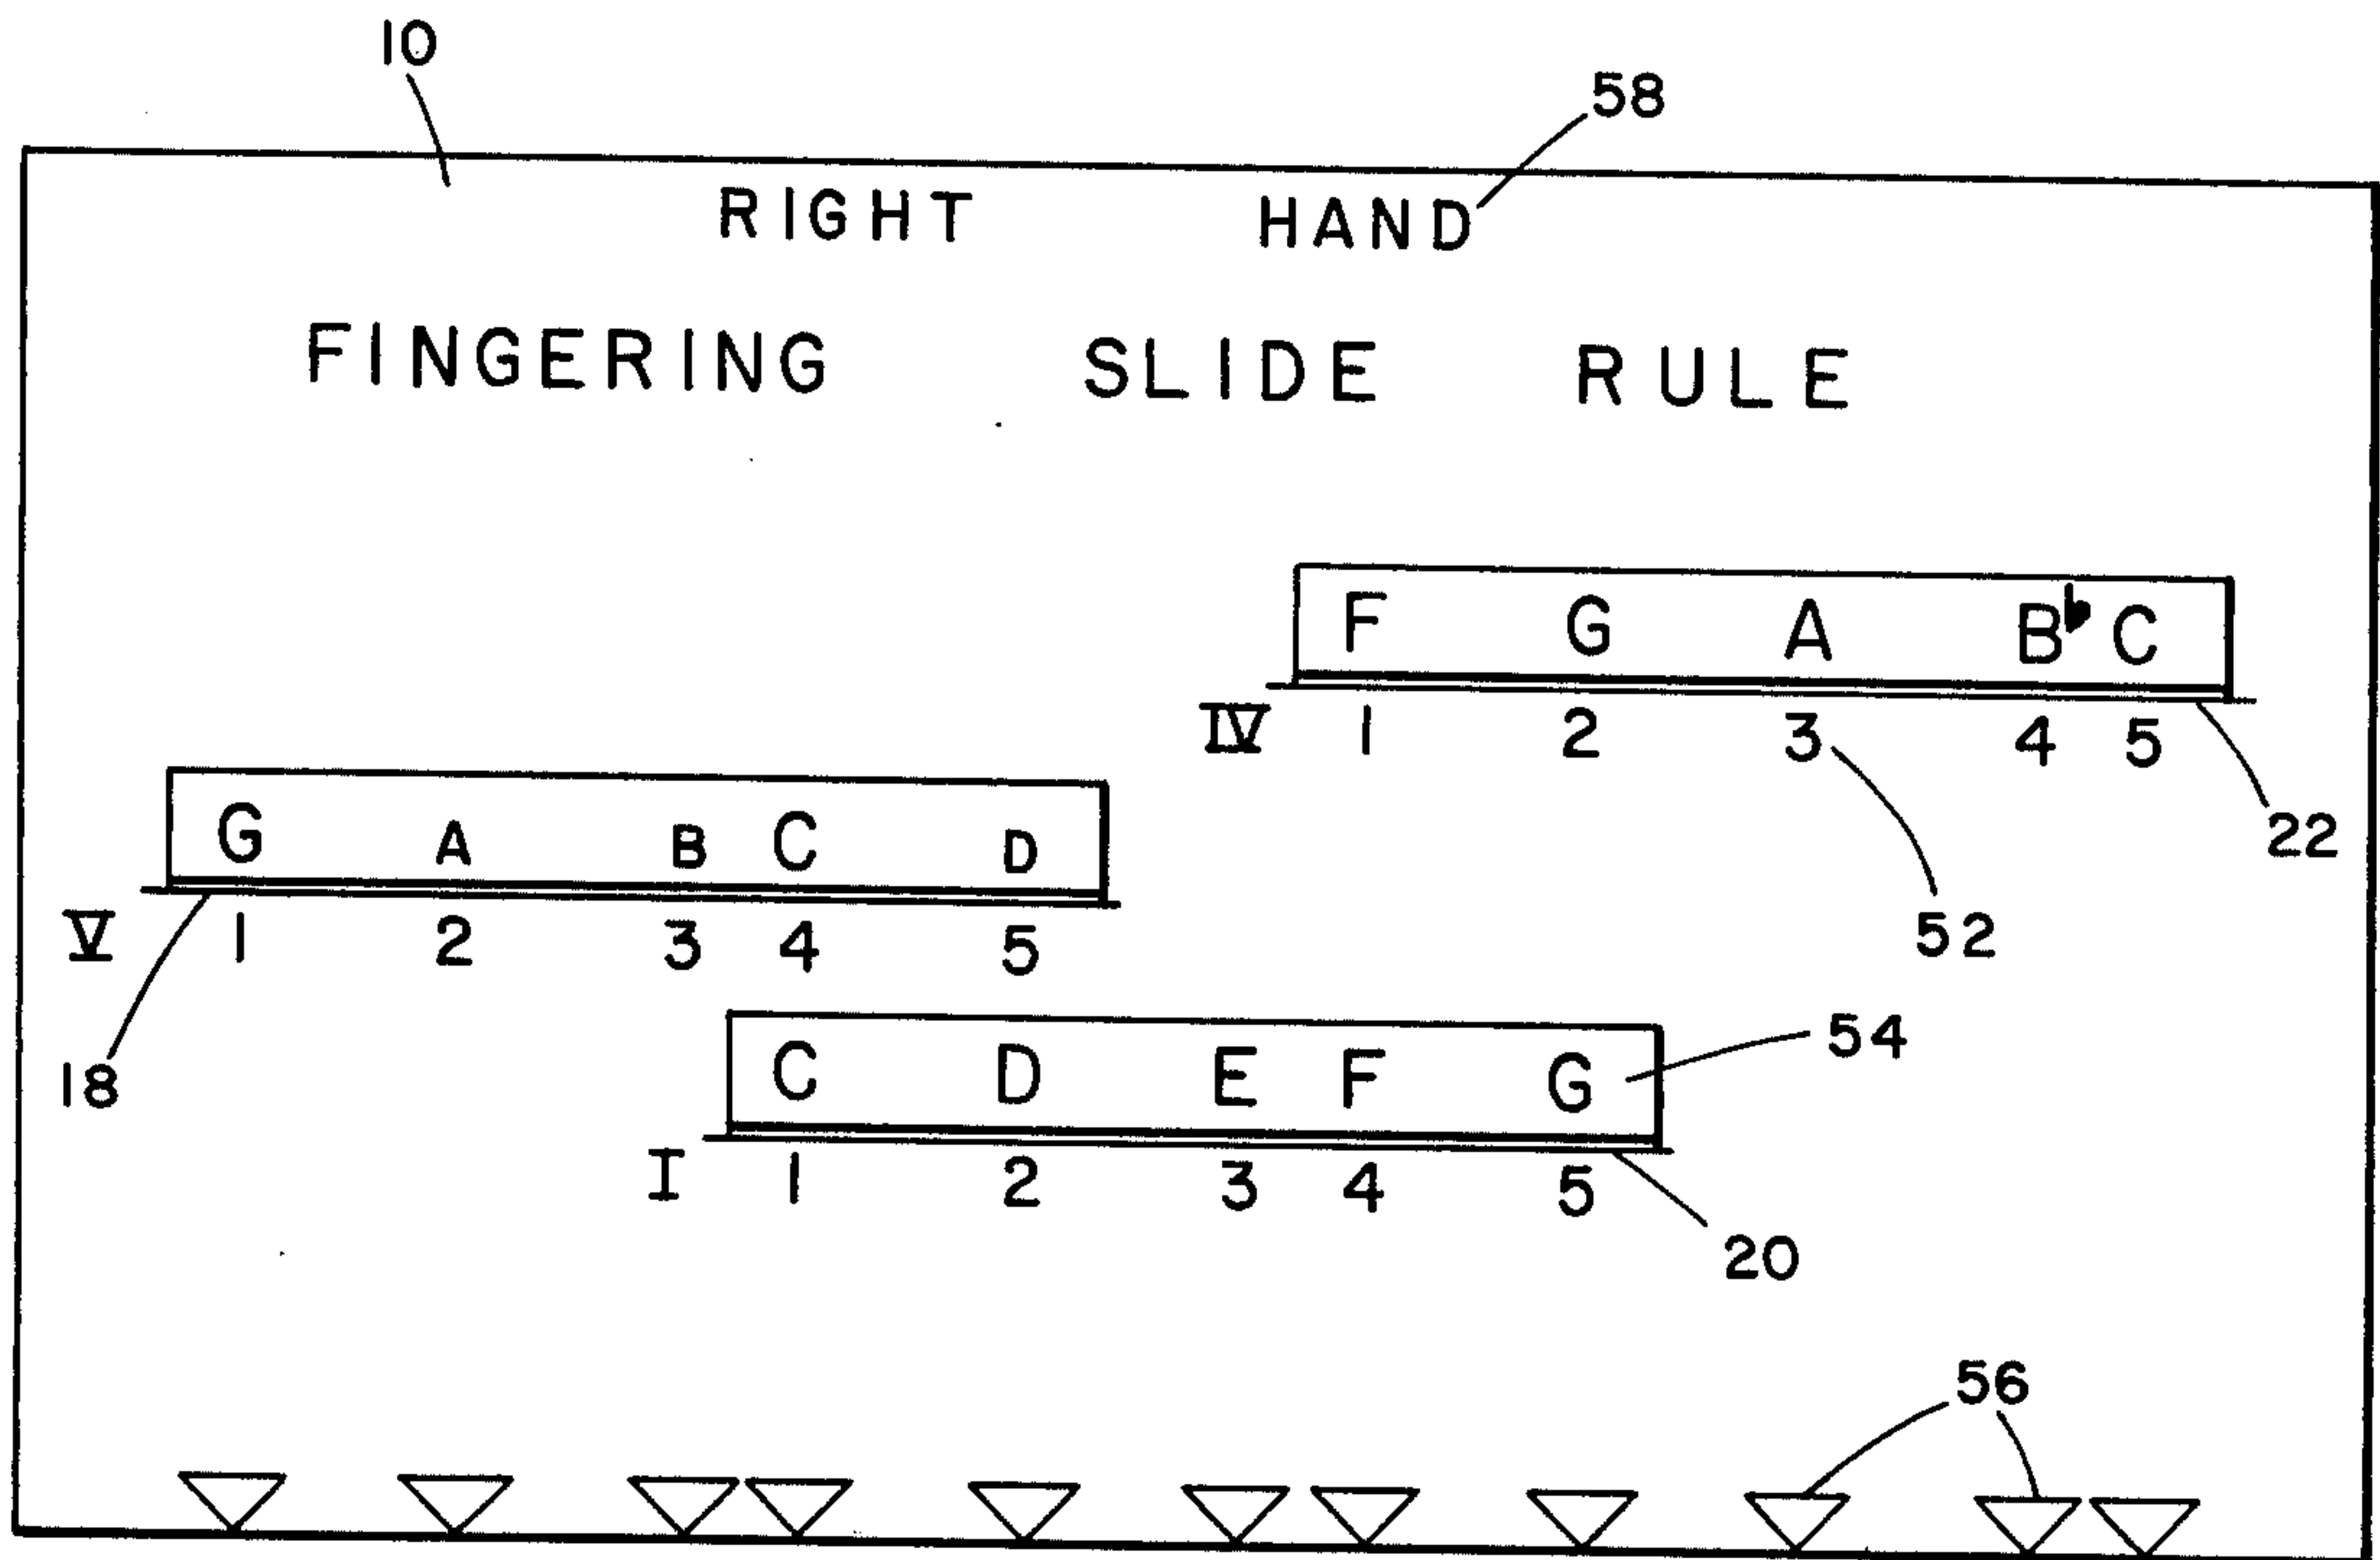 10
58
RIGHT HAND
FINGERING SLIDE RULE
F G A B♭ C
IV 1 2 3 4 5
22
52
G A B C D
V 1 2 3 4 5
18
C D E F G
54
I 1 2 3 4 5
20
56